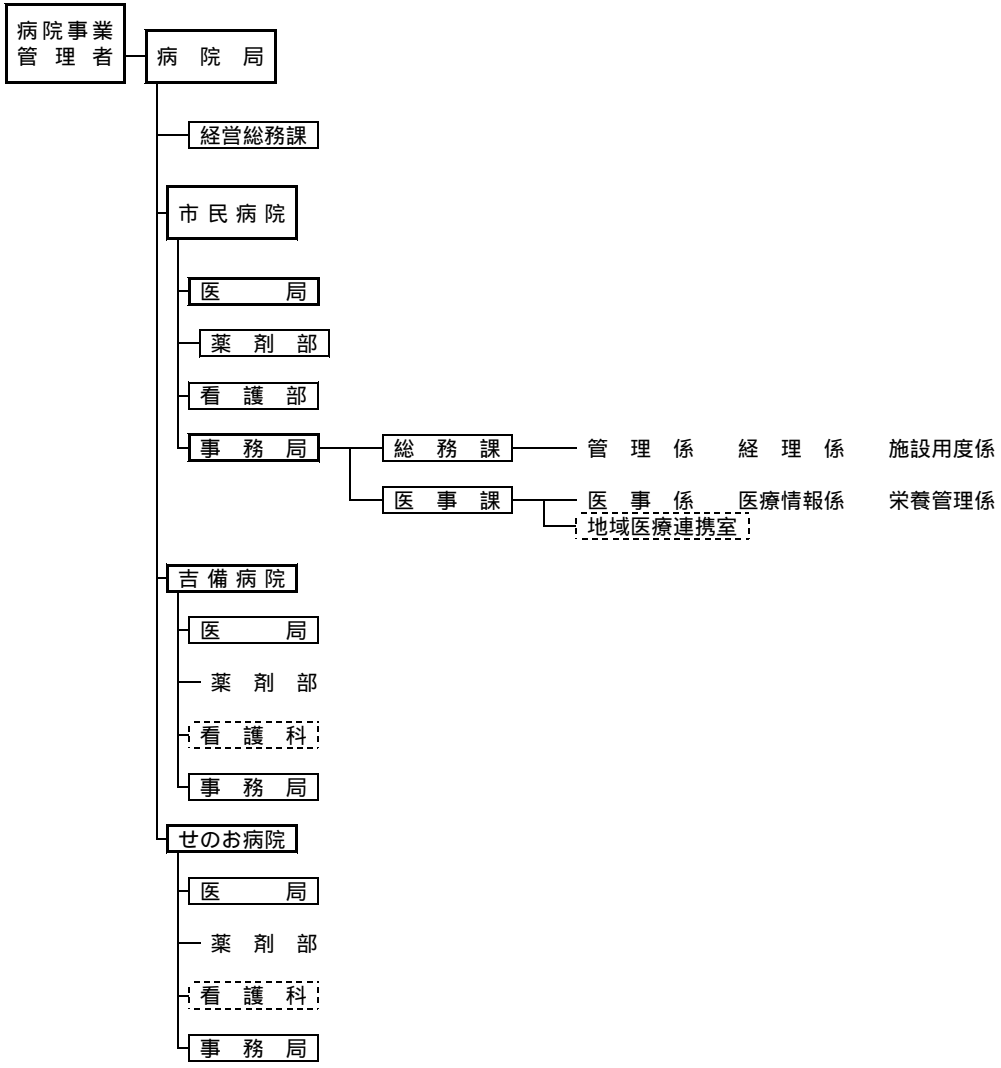 病院事業
管理者
病院局
経営総務課
市民病院
医局
薬剤部
看護部
事務局 総務課 管理係 経理係 施設用度係
医事課 医事係 医療情報係 栄養管理係
地域医療連携室
吉備病院
医局
薬剤部
看護科
事務局
せのお病院
医局
薬剤部
看護科
事務局